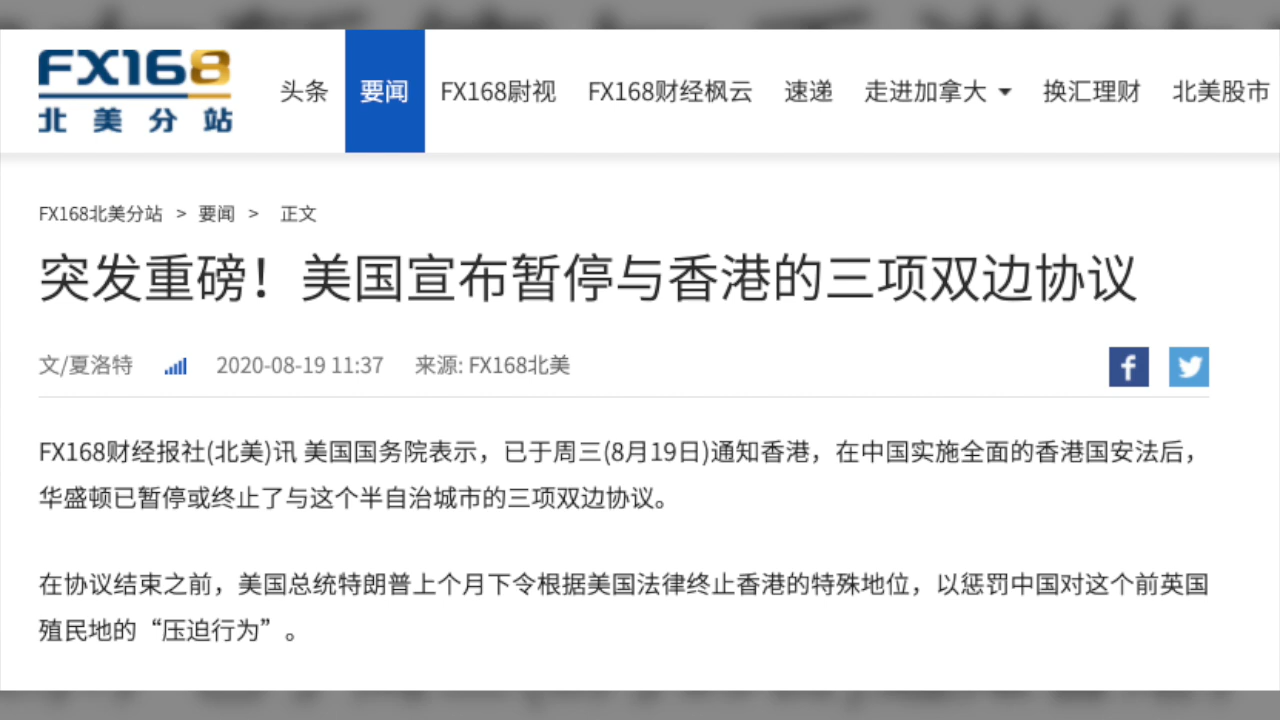 FX168
北美分站
头条 要闻 FX168尉视 FX168财经枫云 速递 走进加拿大 换汇理财 北美股市
FX168北美分站 > 要闻 > 正文
突发重磅！美国宣布暂停与香港的三项双边协议
文/夏洛特 2020-08-19 11:37 来源: FX168北美
FX168财经报社(北美)讯 美国国务院表示，已于周三(8月19日)通知香港，在中国实施全面的香港国安法后，
华盛顿已暂停或终止了与这个半自治城市的三项双边协议。
在协议结束之前，美国总统特朗普上个月下令根据美国法律终止香港的特殊地位，以惩罚中国对这个前英国
殖民地的“压迫行为”。